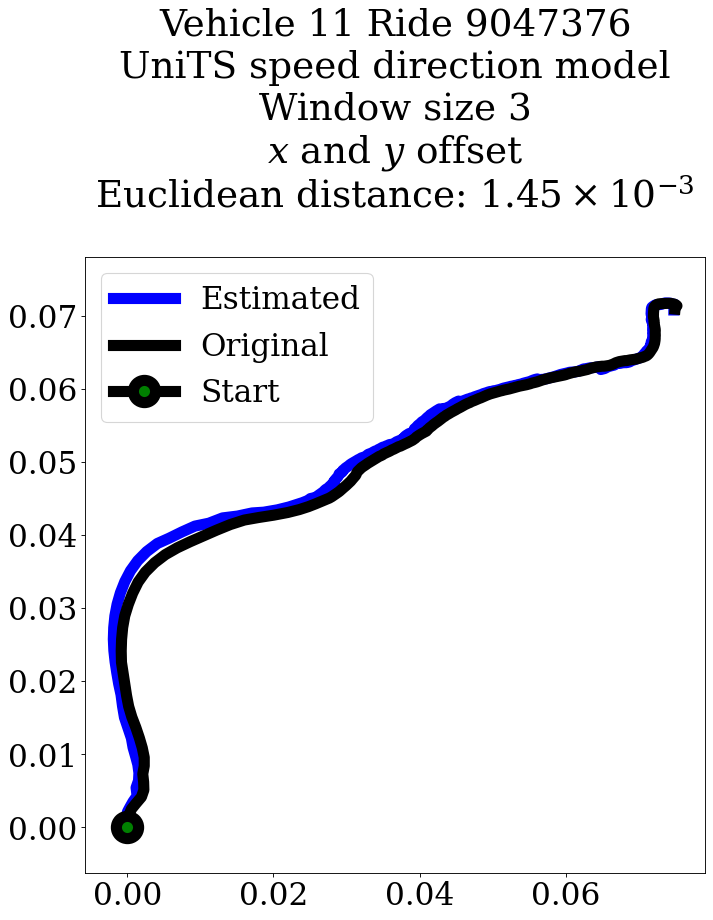 Vehicle 11 Ride 9047376
UniTS speed direction model
Window size 3
x and y offset
Euclidean distance: 1.45 × 10⁻³
Estimated
Original
Start
0.07
0.06
0.05
0.04
0.03
0.02
0.01
0.00
0.00 0.02 0.04 0.06